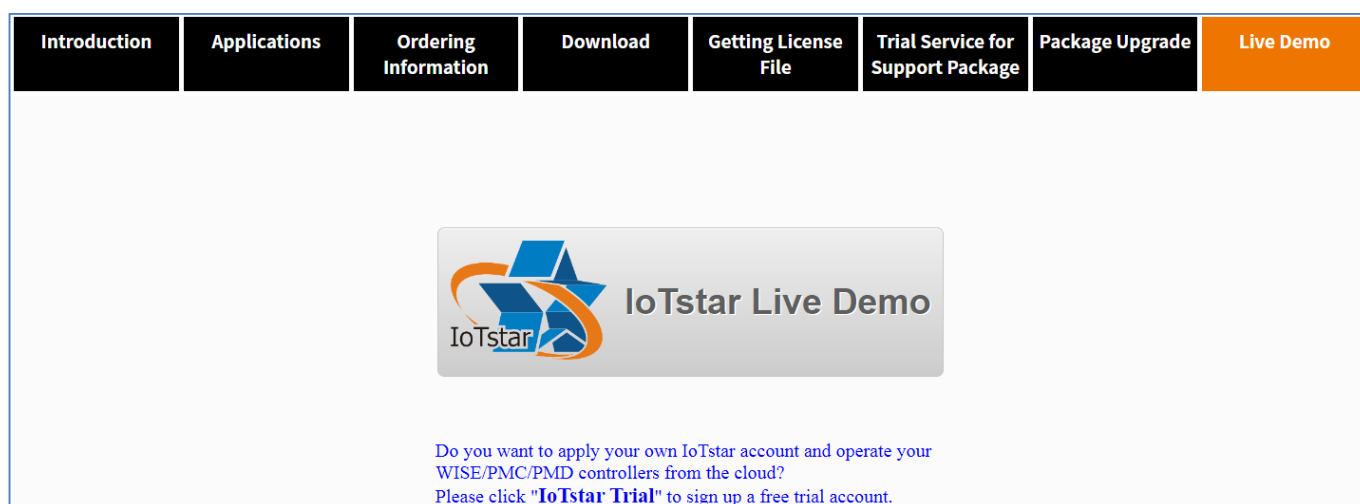 Introduction
Applications
Ordering
Information
Download
Getting License
File
Trial Service for
Support Package
Package Upgrade
Live Demo
IoTstar
IoTstar Live Demo
Do you want to apply your own IoTstar account and operate your
WISE/PMC/PMD controllers from the cloud?
Please click "IoTstar Trial" to sign up a free trial account.